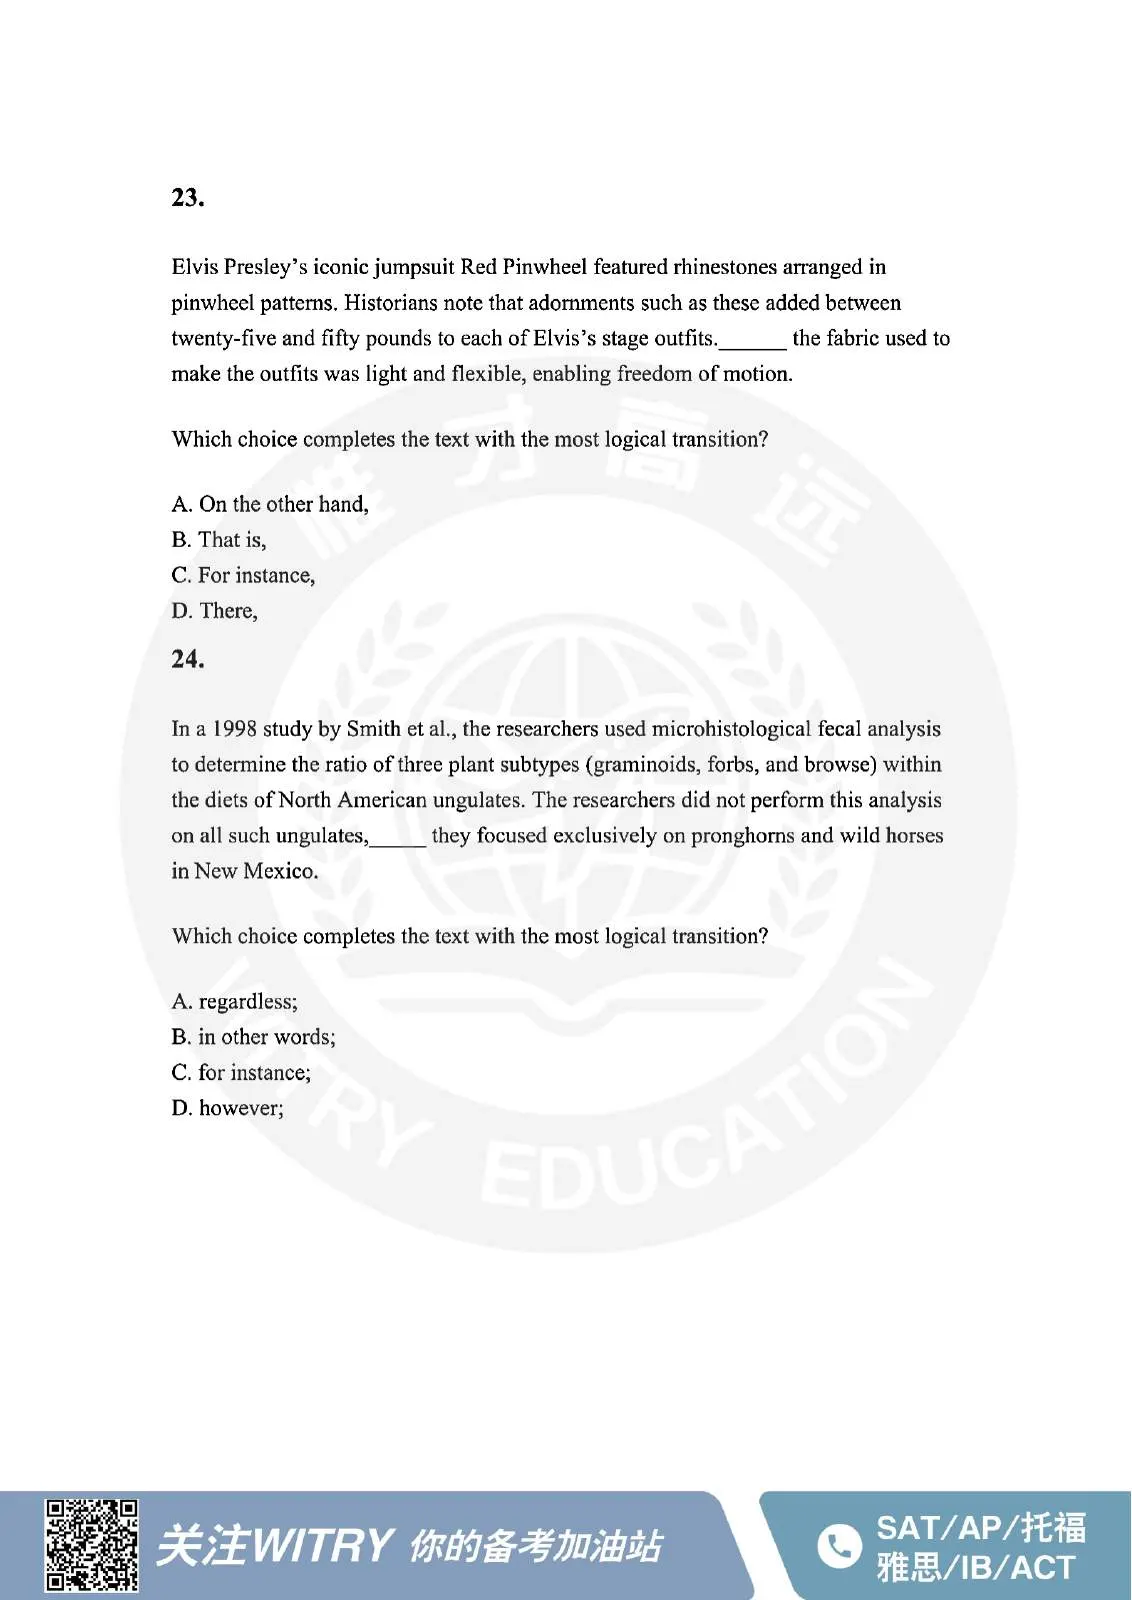 23.
Elvis Presley’s iconic jumpsuit Red Pinwheel featured rhinestones arranged in
pinwheel patterns. Historians note that adornments such as these added between
twenty-five and fifty pounds to each of Elvis’s stage outfits.______ the fabric used to
make the outfits was light and flexible, enabling freedom of motion.
Which choice completes the text with the most logical transition?
A. On the other hand,
B. That is,
C. For instance,
D. There,
24.
In a 1998 study by Smith et al., the researchers used microhistological fecal analysis
to determine the ratio of three plant subtypes (graminoids, forbs, and browse) within
the diets of North American ungulates. The researchers did not perform this analysis
on all such ungulates,_____ they focused exclusively on pronghorns and wild horses
in New Mexico.
Which choice completes the text with the most logical transition?
A. regardless;
B. in other words;
C. for instance;
D. however;
惟才高远
WITRY EDUCATION
关注WITRY 你的备考加油站
SAT/AP/托福
雅思/IB/ACT